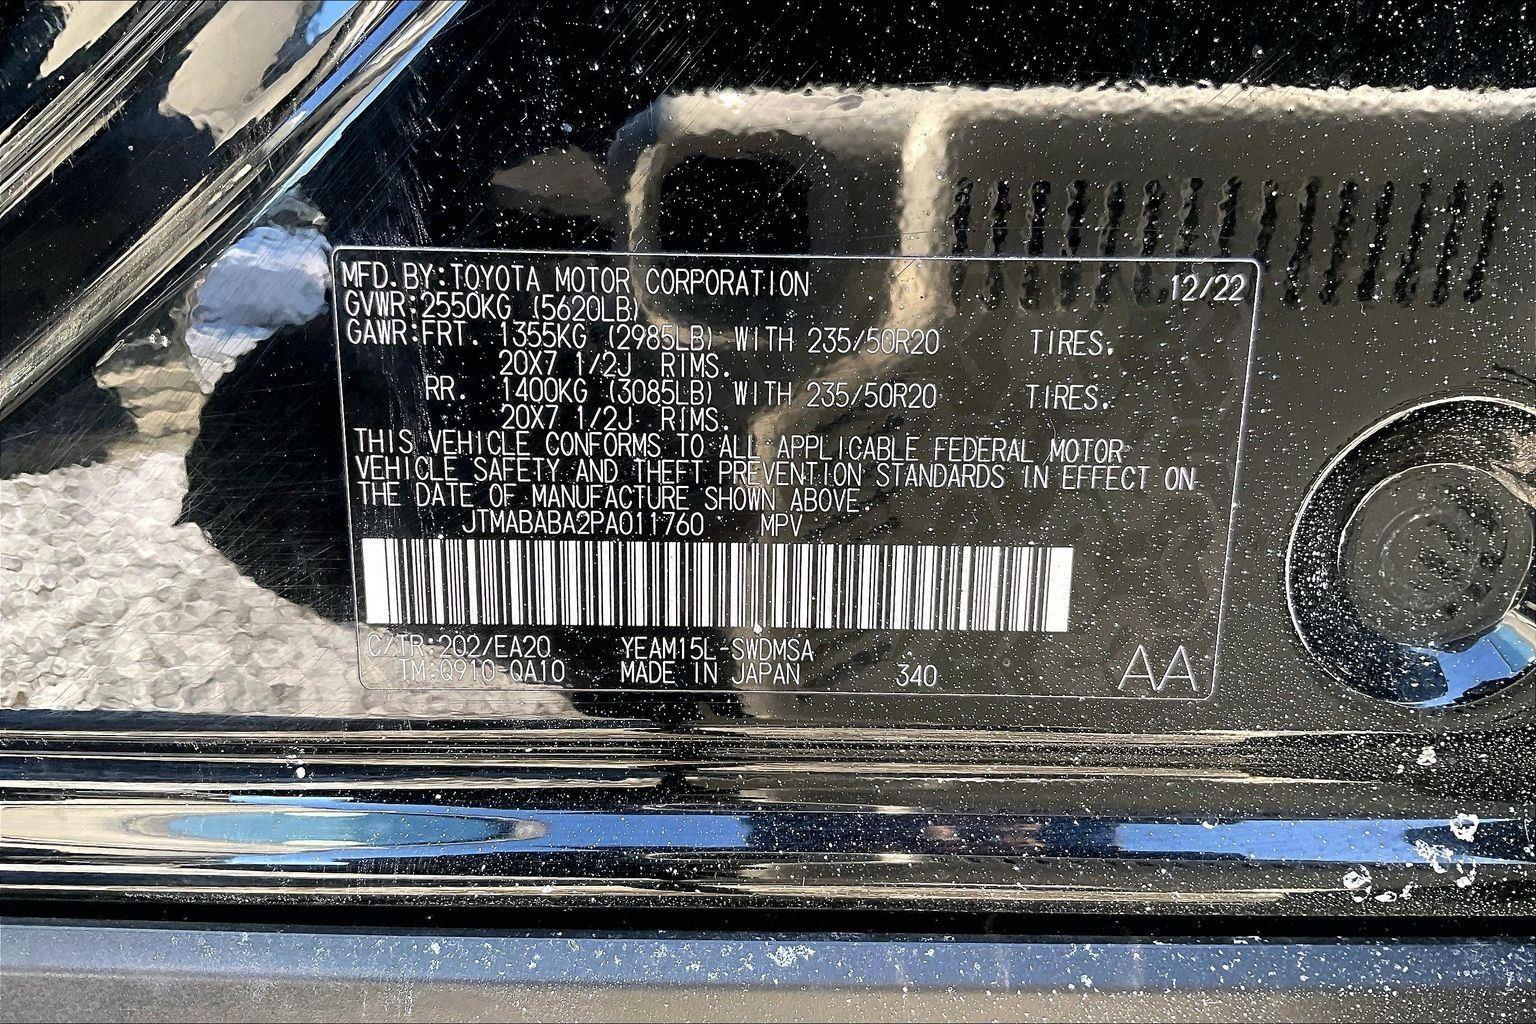 MFD.BY:TOYOTA MOTOR CORPORATION 12/22
GVWR:2550KG (5620LB)
GAWR:FRT. 1355KG (2985LB) WITH 235/50R20 TIRES.
20X7 1/2J RIMS.
RR. 1400KG (3085LB) WITH 235/50R20 TIRES.
20X7 1/2J RIMS.
THIS VEHICLE CONFORMS TO ALL APPLICABLE FEDERAL MOTOR
VEHICLE SAFETY AND THEFT PREVENTION STANDARDS IN EFFECT ON
THE DATE OF MANUFACTURE SHOWN ABOVE.
JTMABABA2PA011760 MPV
C/TR:202/EA20 YEAM15L-SWDMSA
TM:Q910-QA10 MADE IN JAPAN 340 AA